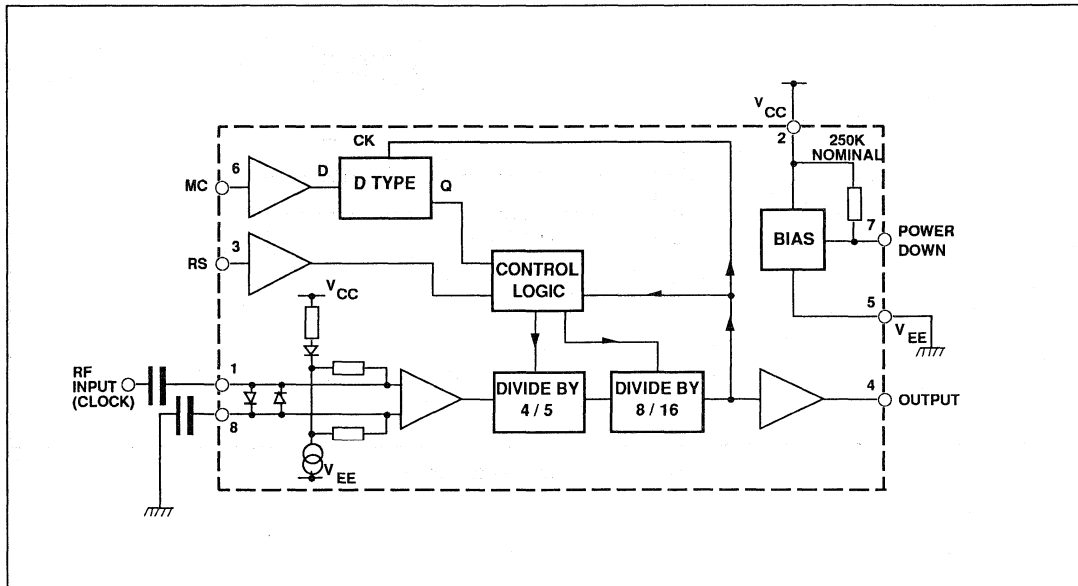 V CC
2
250K
NOMINAL
CK
6
D
Q
MC
D TYPE
7
POWER
DOWN
BIAS
3
RS
CONTROL
LOGIC
V CC
5
V EE
RF
INPUT
(CLOCK)
1
DIVIDE BY
4 / 5
DIVIDE BY
8 / 16
4
OUTPUT
8
V EE